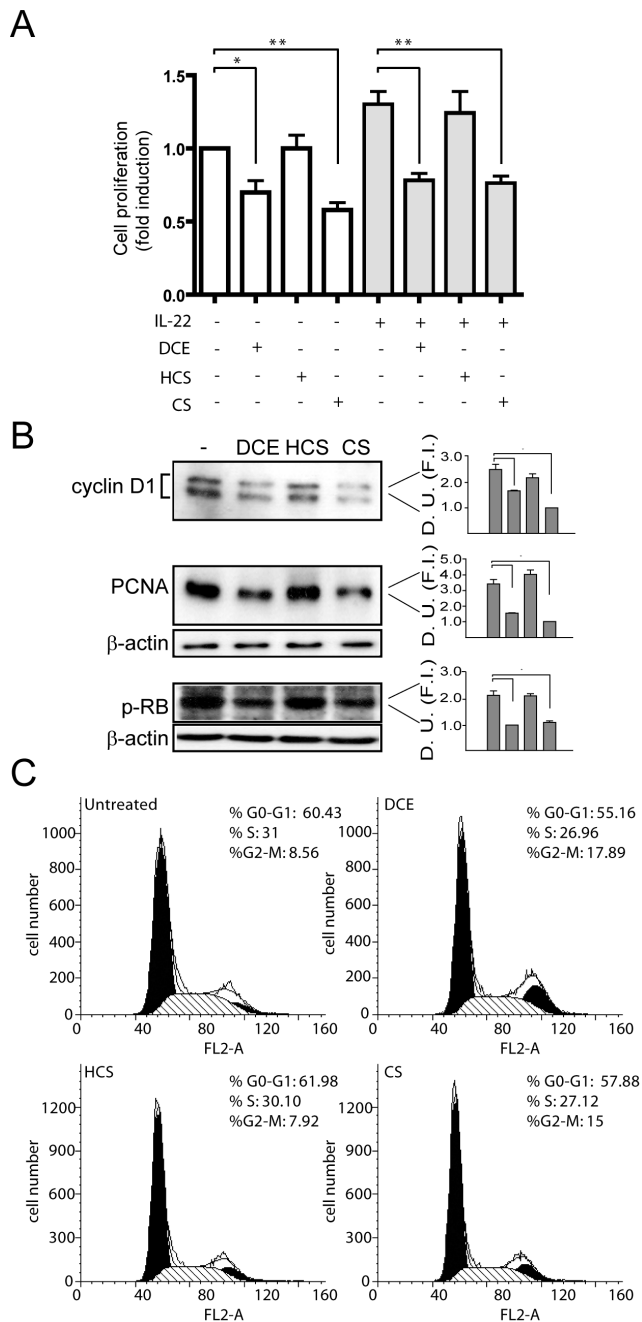 A
** **
* 
1.5
1.0
0.5
0.0
Cell proliferation
(fold induction)
IL-22 - - - - + + + +
DCE - + - - - + - -
HCS - - + - - - + -
CS - - - + - - - +
B
- DCE HCS CS
cyclin D1
D. U. (F.I.)
3.0
2.0
1.0
PCNA
β-actin
D. U. (F.I.)
5.0
4.0
3.0
2.0
1.0
p-RB
β-actin
D. U. (F.I.)
3.0
2.0
1.0
C
Untreated
% G0-G1: 60.43
% S: 31
%G2-M: 8.56
1000
800
600
400
200
0
cell number
0 40 80 120 160
FL2-A
DCE
% G0-G1: 55.16
% S: 26.96
%G2-M: 17.89
1000
800
600
400
200
0
cell number
0 40 80 120 160
FL2-A
HCS
% G0-G1: 61.98
% S: 30.10
%G2-M: 7.92
1200
900
600
300
0
cell number
0 40 80 120 160
FL2-A
CS
% G0-G1: 57.88
% S: 27.12
%G2-M: 15
1200
900
600
300
0
cell number
0 40 80 120 160
FL2-A